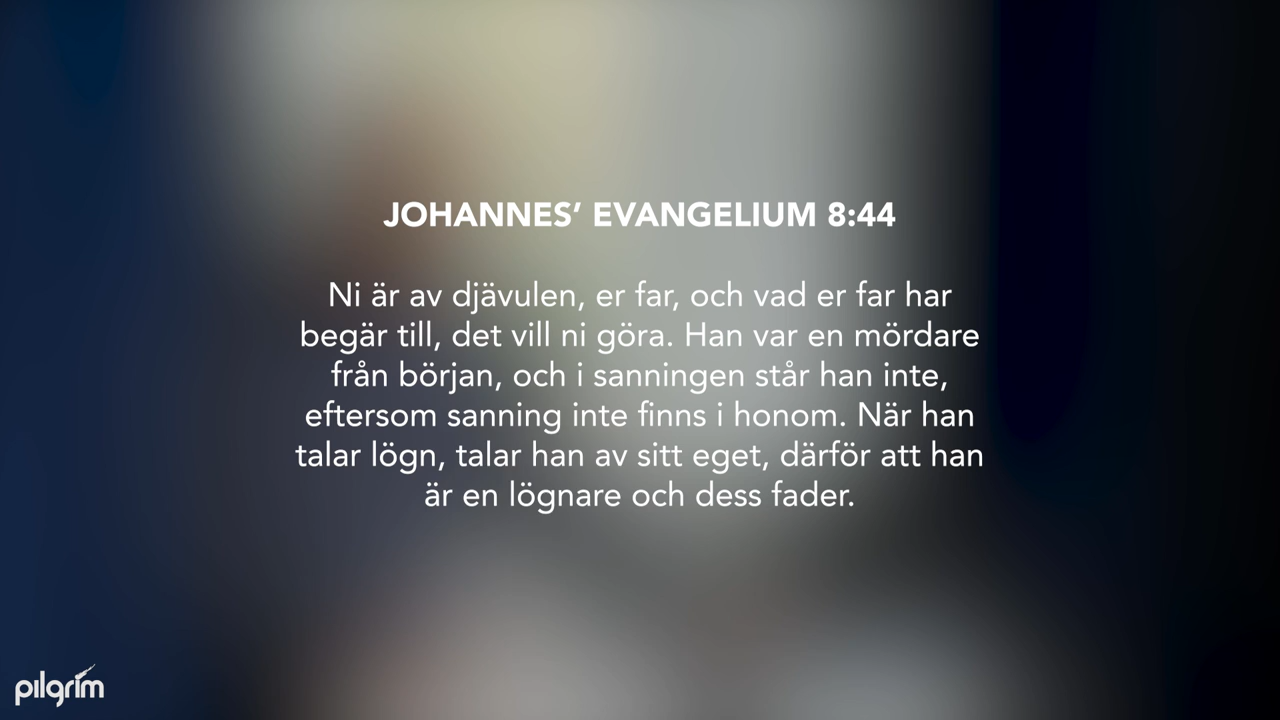 JOHANNES’ EVANGELIUM 8:44
Ni är av djävulen, er far, och vad er far har
begär till, det vill ni göra. Han var en mördare
från början, och i sanningen står han inte,
eftersom sanning inte finns i honom. När han
talar lögn, talar han av sitt eget, därför att han
är en lögnare och dess fader.
pilgrim